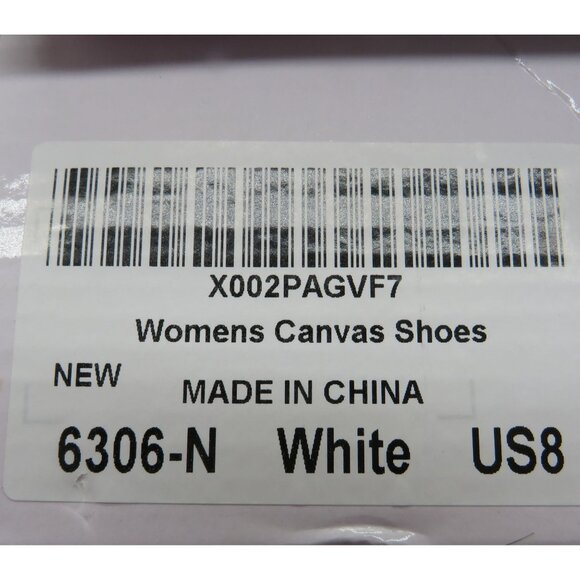 X002PAGVF7
Womens Canvas Shoes
NEW
MADE IN CHINA
6306-N White US8